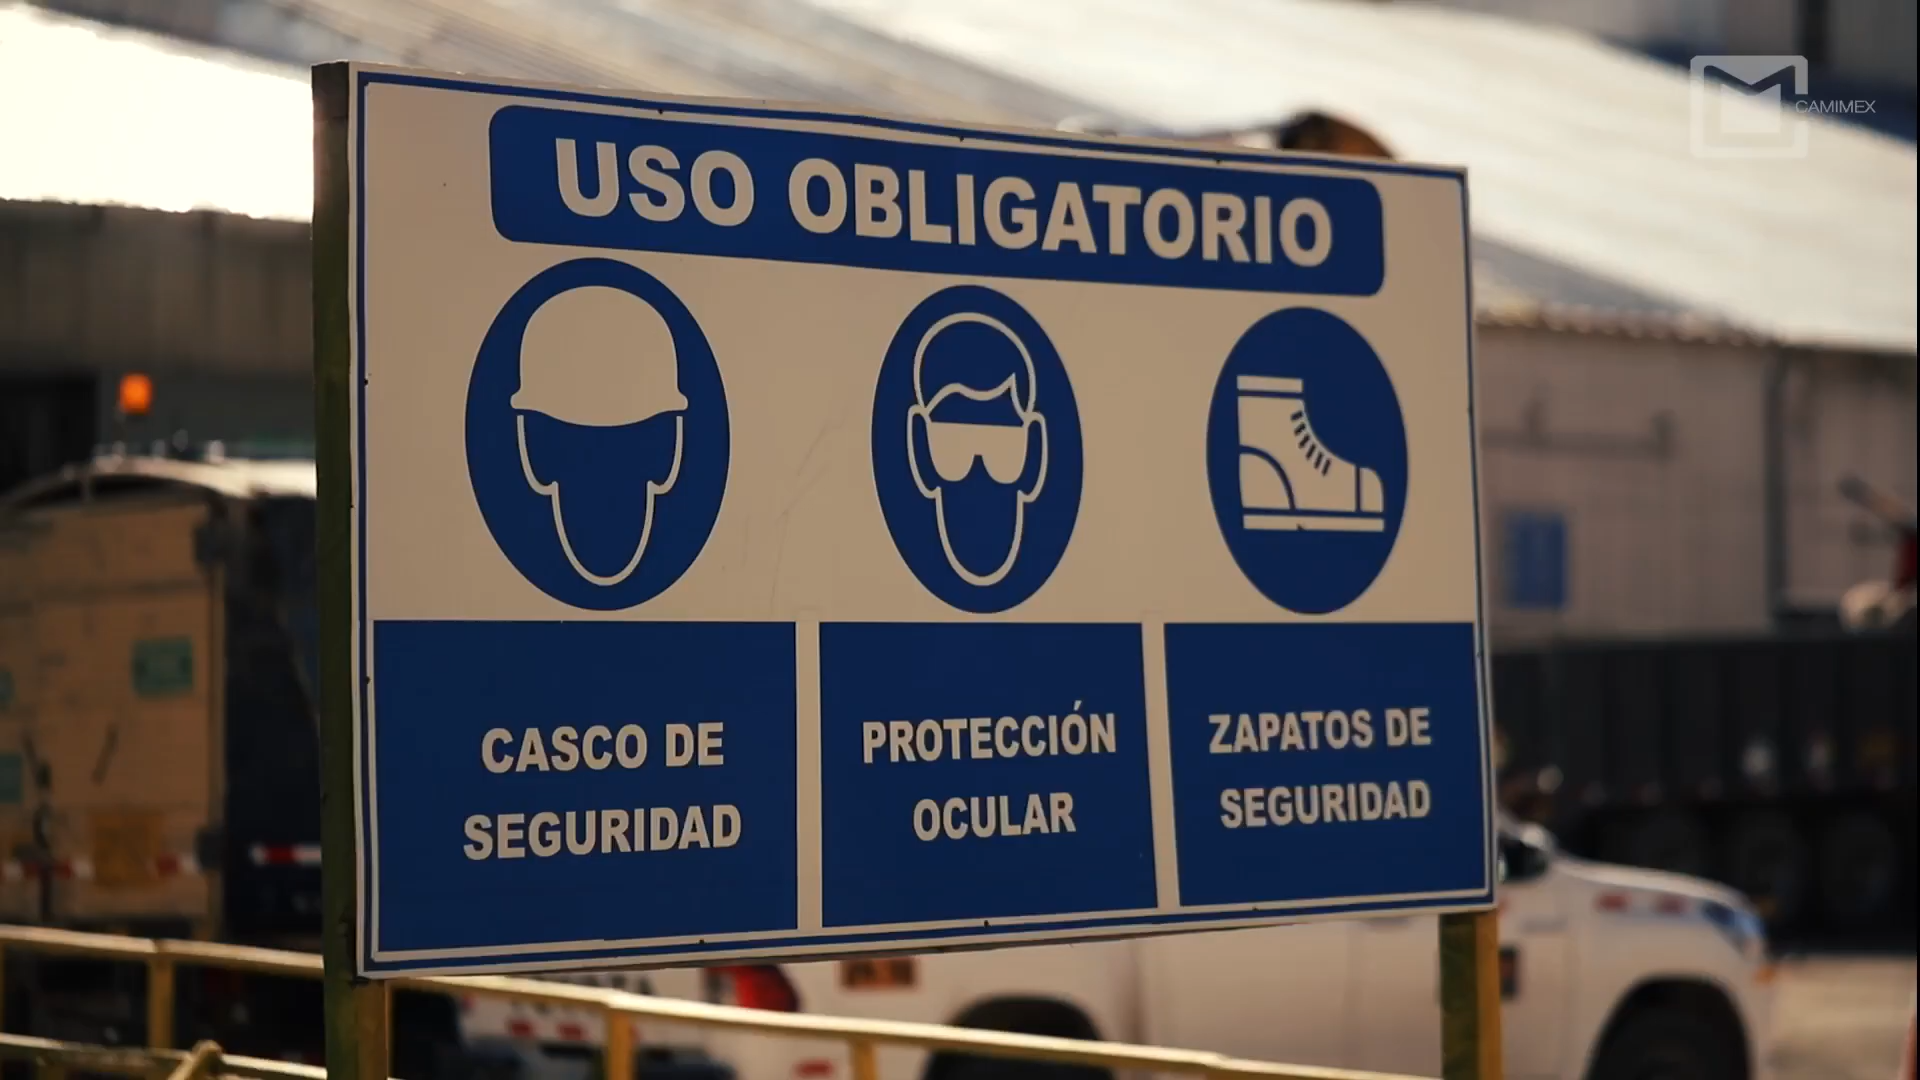 CAMIMEX
USO OBLIGATORIO
CASCO DE
SEGURIDAD
PROTECCIÓN
OCULAR
ZAPATOS DE
SEGURIDAD